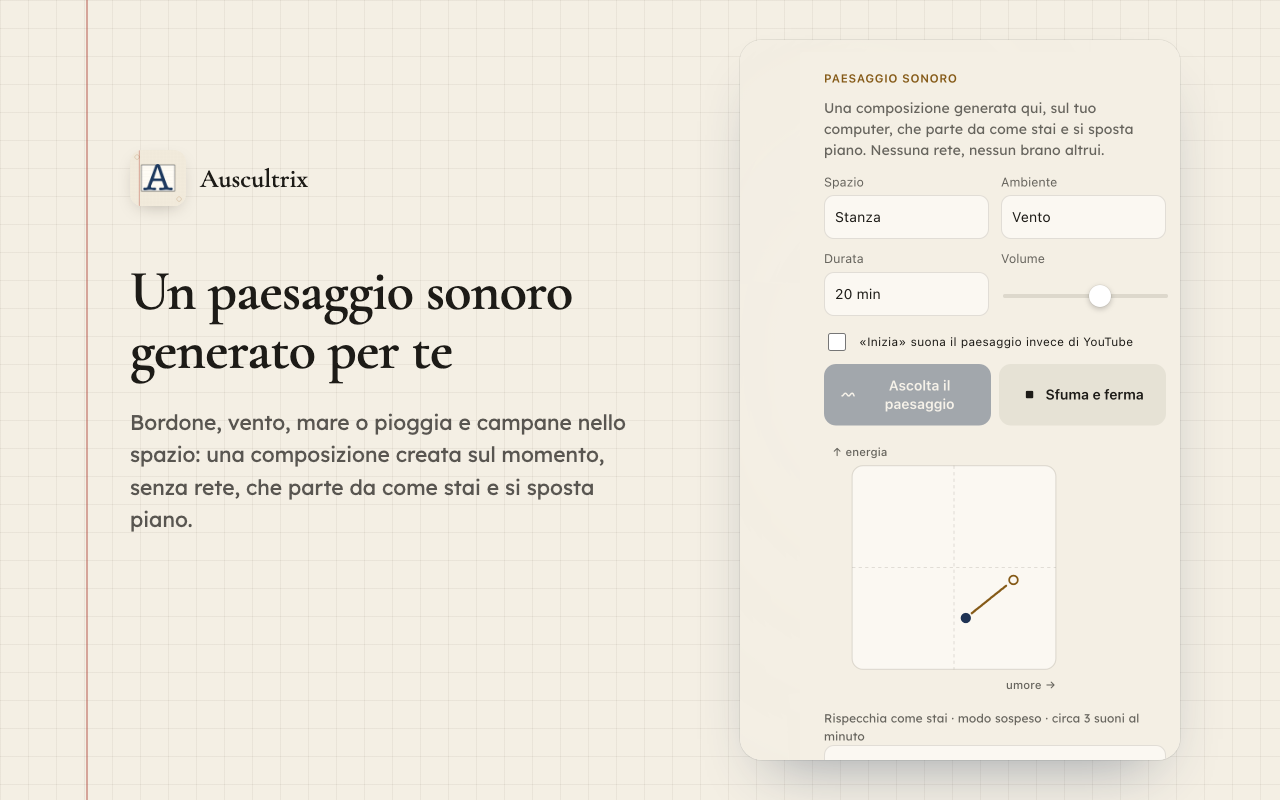 A
Auscultrix
Un paesaggio sonoro
generato per te
Bordone, vento, mare o pioggia e campane nello
spazio: una composizione creata sul momento,
senza rete, che parte da come stai e si sposta
piano.
PAESAGGIO SONORO
Una composizione generata qui, sul tuo
computer, che parte da come stai e si sposta
piano. Nessuna rete, nessun brano altrui.
Spazio
Ambiente
Stanza
Vento
Durata
Volume
20 min
«Inizia» suona il paesaggio invece di YouTube
Ascolta il
paesaggio
Sfuma e ferma
↑ energia
umore →
Rispecchia come stai · modo sospeso · circa 3 suoni al
minuto